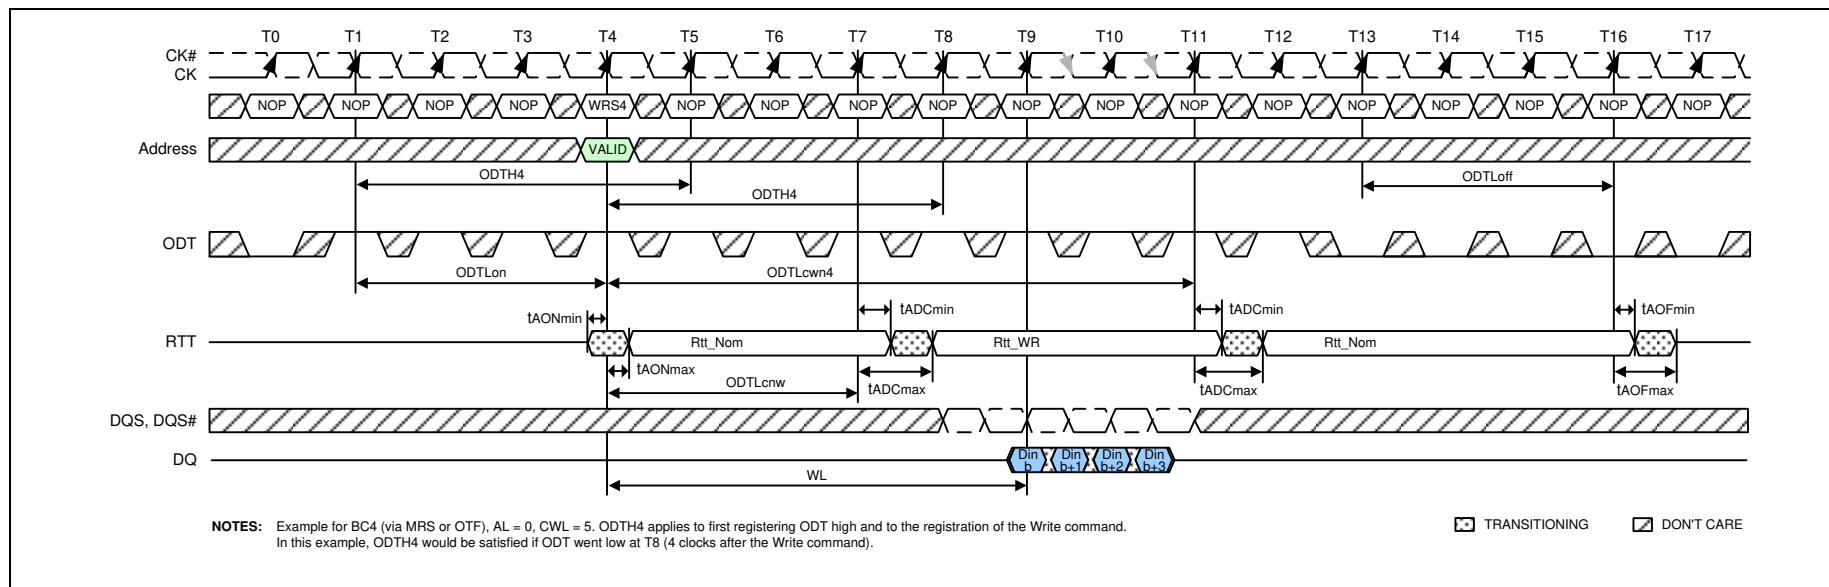 T0 T1 T2 T3 T4 T5 T6 T7 T8 T9 T10 T11 T12 T13 T14 T15 T16 T17
CK#
CK
NOP NOP NOP NOP WRS4 NOP NOP NOP NOP NOP NOP NOP NOP NOP NOP NOP NOP NOP
Address VALID
ODTH4 ODTLoff
ODTH4
ODT
ODTLon ODTLcwn4
tAONmin tADCmin tADCmin tAOFmin
RTT Rtt_Nom Rtt_WR Rtt_Nom
tAONmax
ODTLcnw tADCmax tADCmax tAOFmax
DQS, DQS#
DQ Din b Din b+1 Din b+2 Din b+3
WL
NOTES: Example for BC4 (via MRS or OTF), AL = 0, CWL = 5. ODTH4 applies to first registering ODT high and to the registration of the Write command.
In this example, ODTH4 would be satisfied if ODT went low at T8 (4 clocks after the Write command).
TRANSITIONING DON'T CARE